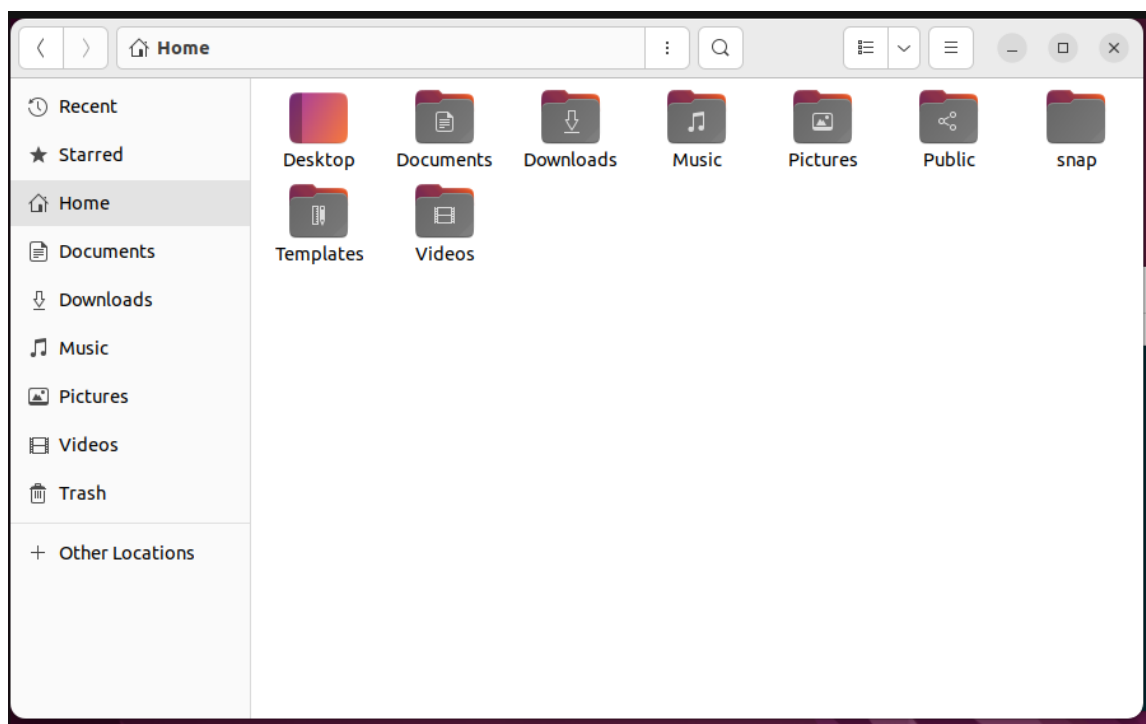 Home
Recent
Starred
Home
Documents
Downloads
Music
Pictures
Videos
Trash
Other Locations
Desktop Documents Downloads Music Pictures Public snap
Templates Videos